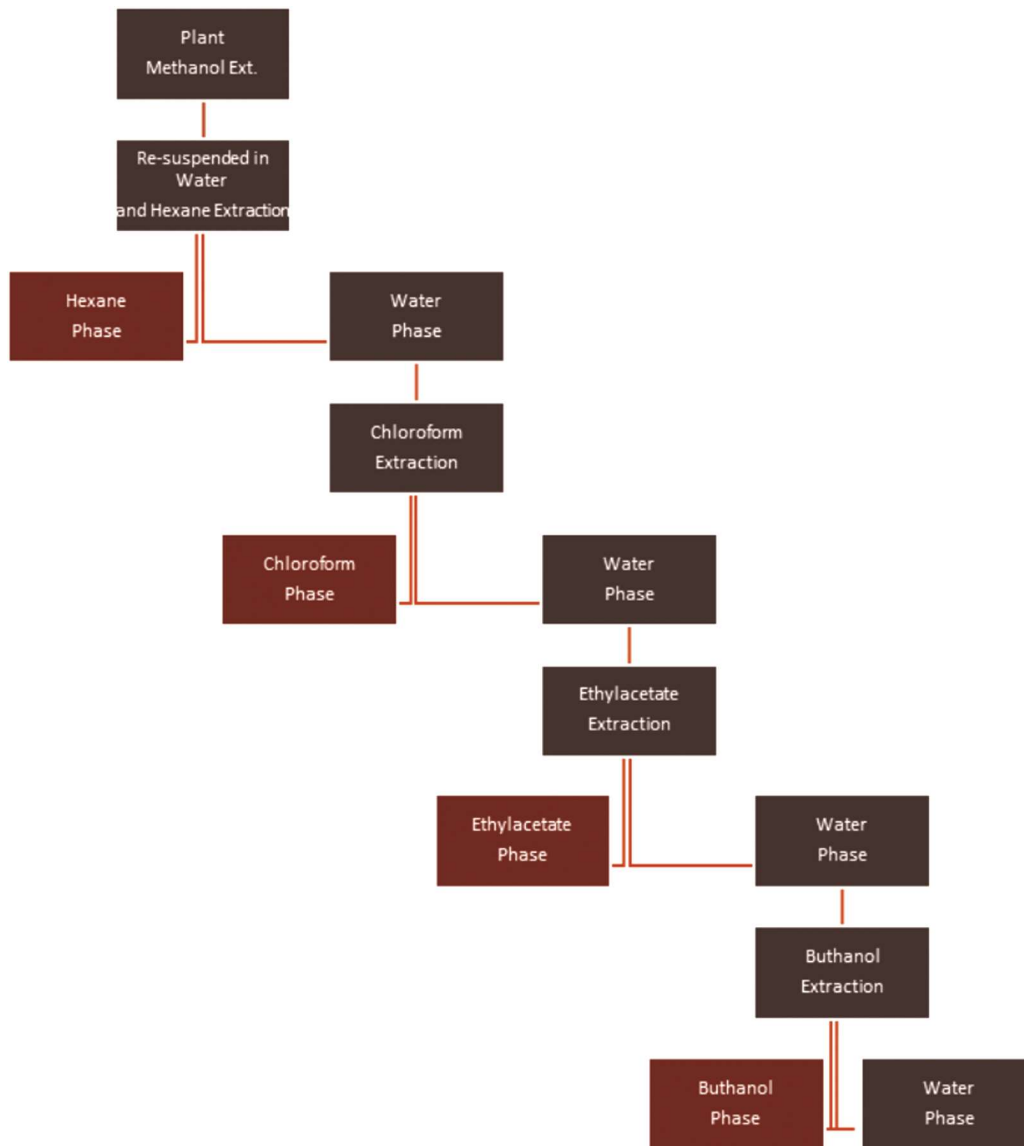 Plant
Methanol Ext.
Re-suspended in
Water
and Hexane Extraction
Hexane
Phase
Water
Phase
Chloroform
Extraction
Chloroform
Phase
Water
Phase
Ethylacetate
Extraction
Ethylacetate
Phase
Water
Phase
Buthanol
Extraction
Buthanol
Phase
Water
Phase